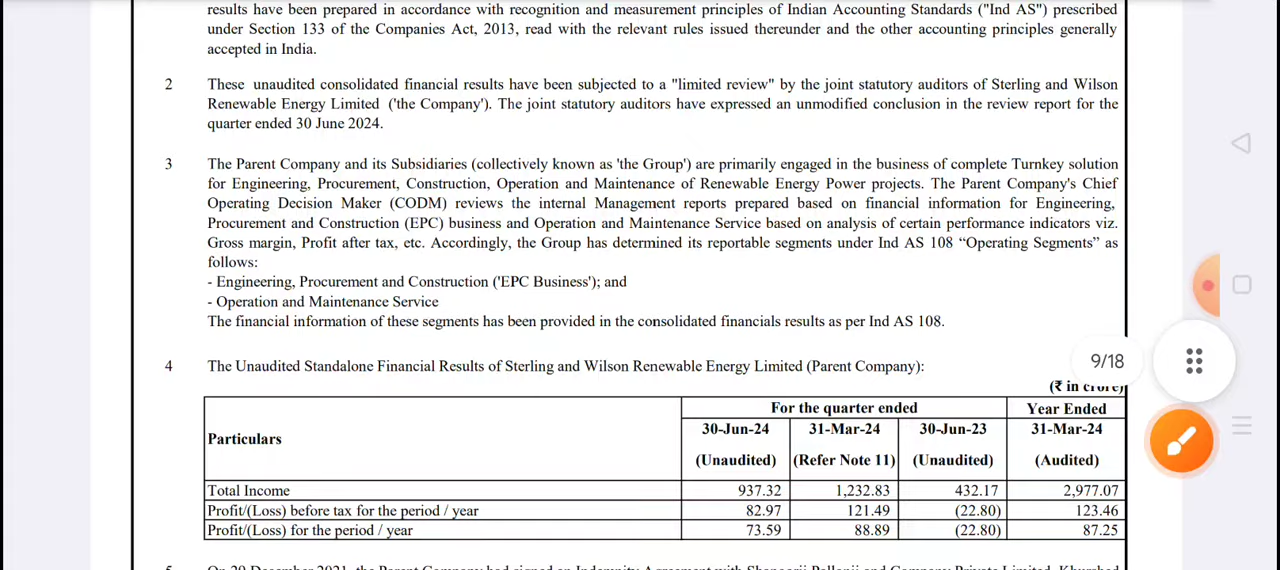 results have been prepared in accordance with recognition and measurement principles of Indian Accounting Standards ("Ind AS") prescribed
under Section 133 of the Companies Act, 2013, read with the relevant rules issued thereunder and the other accounting principles generally
accepted in India.
2 These unaudited consolidated financial results have been subjected to a "limited review" by the joint statutory auditors of Sterling and Wilson
Renewable Energy Limited ('the Company'). The joint statutory auditors have expressed an unmodified conclusion in the review report for the
quarter ended 30 June 2024.
3 The Parent Company and its Subsidiaries (collectively known as 'the Group') are primarily engaged in the business of complete Turnkey solution
for Engineering, Procurement, Construction, Operation and Maintenance of Renewable Energy Power projects. The Parent Company's Chief
Operating Decision Maker (CODM) reviews the internal Management reports prepared based on financial information for Engineering,
Procurement and Construction (EPC) business and Operation and Maintenance Service based on analysis of certain performance indicators viz.
Gross margin, Profit after tax, etc. Accordingly, the Group has determined its reportable segments under Ind AS 108 “Operating Segments” as
follows:
- Engineering, Procurement and Construction ('EPC Business'); and
- Operation and Maintenance Service
The financial information of these segments has been provided in the consolidated financials results as per Ind AS 108.
9/18
4 The Unaudited Standalone Financial Results of Sterling and Wilson Renewable Energy Limited (Parent Company):
(₹ in crore)
For the quarter ended Year Ended
Particulars 30-Jun-24 31-Mar-24 30-Jun-23 31-Mar-24
(Unaudited) (Refer Note 11) (Unaudited) (Audited)
Total Income 937.32 1,232.83 432.17 2,977.07
Profit/(Loss) before tax for the period / year 82.97 121.49 (22.80) 123.46
Profit/(Loss) for the period / year 73.59 88.89 (22.80) 87.25